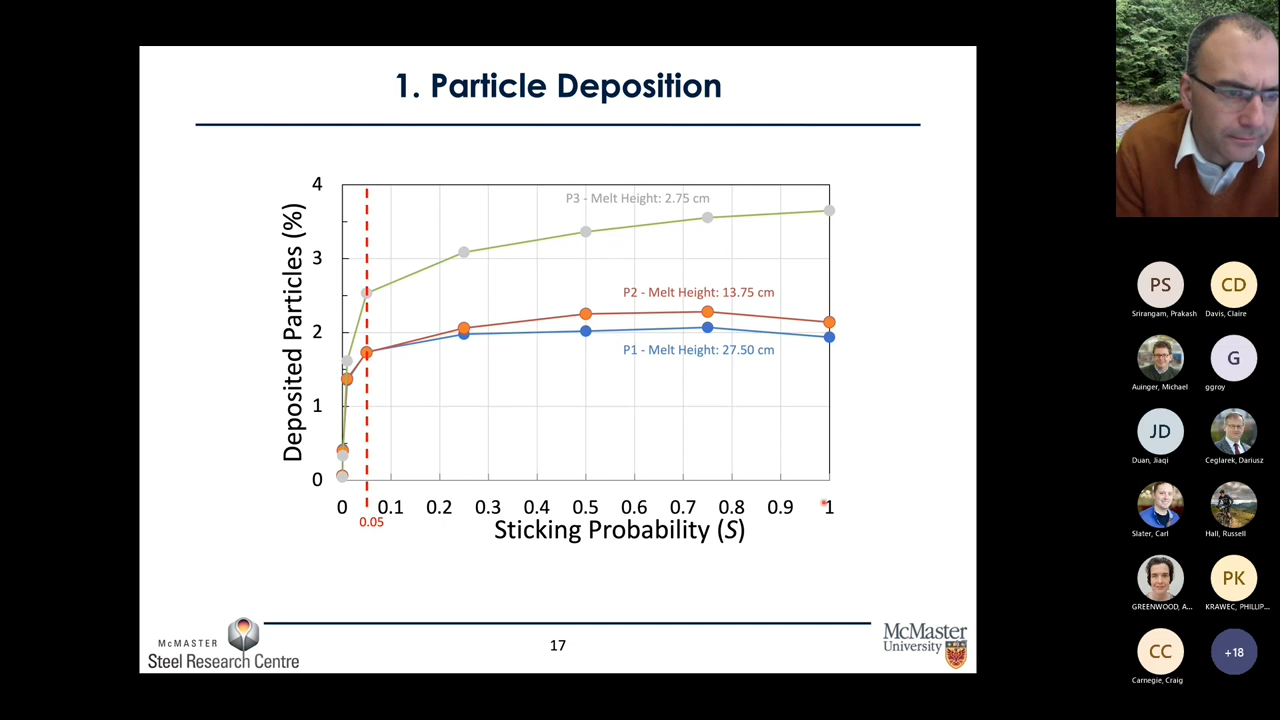 1. Particle Deposition
Deposited Particles (%)
4
3
2
1
0
P3 - Melt Height: 2.75 cm
P2 - Melt Height: 13.75 cm
P1 - Melt Height: 27.50 cm
0 0.1 0.2 0.3 0.4 0.5 0.6 0.7 0.8 0.9 1
0.05
Sticking Probability (S)
McMASTER
Steel Research Centre
17
McMaster
University
PS CD
Srirangam, Prakash Davis, Claire
G
Auinger, Michael ggroy
JD
Duan, Jiaqi Ceglarek, Dariusz
Slater, Carl Hall, Russell
PK
GREENWOOD, A... KRAWEC, PHILLIP...
CC +18
Carnegie, Craig